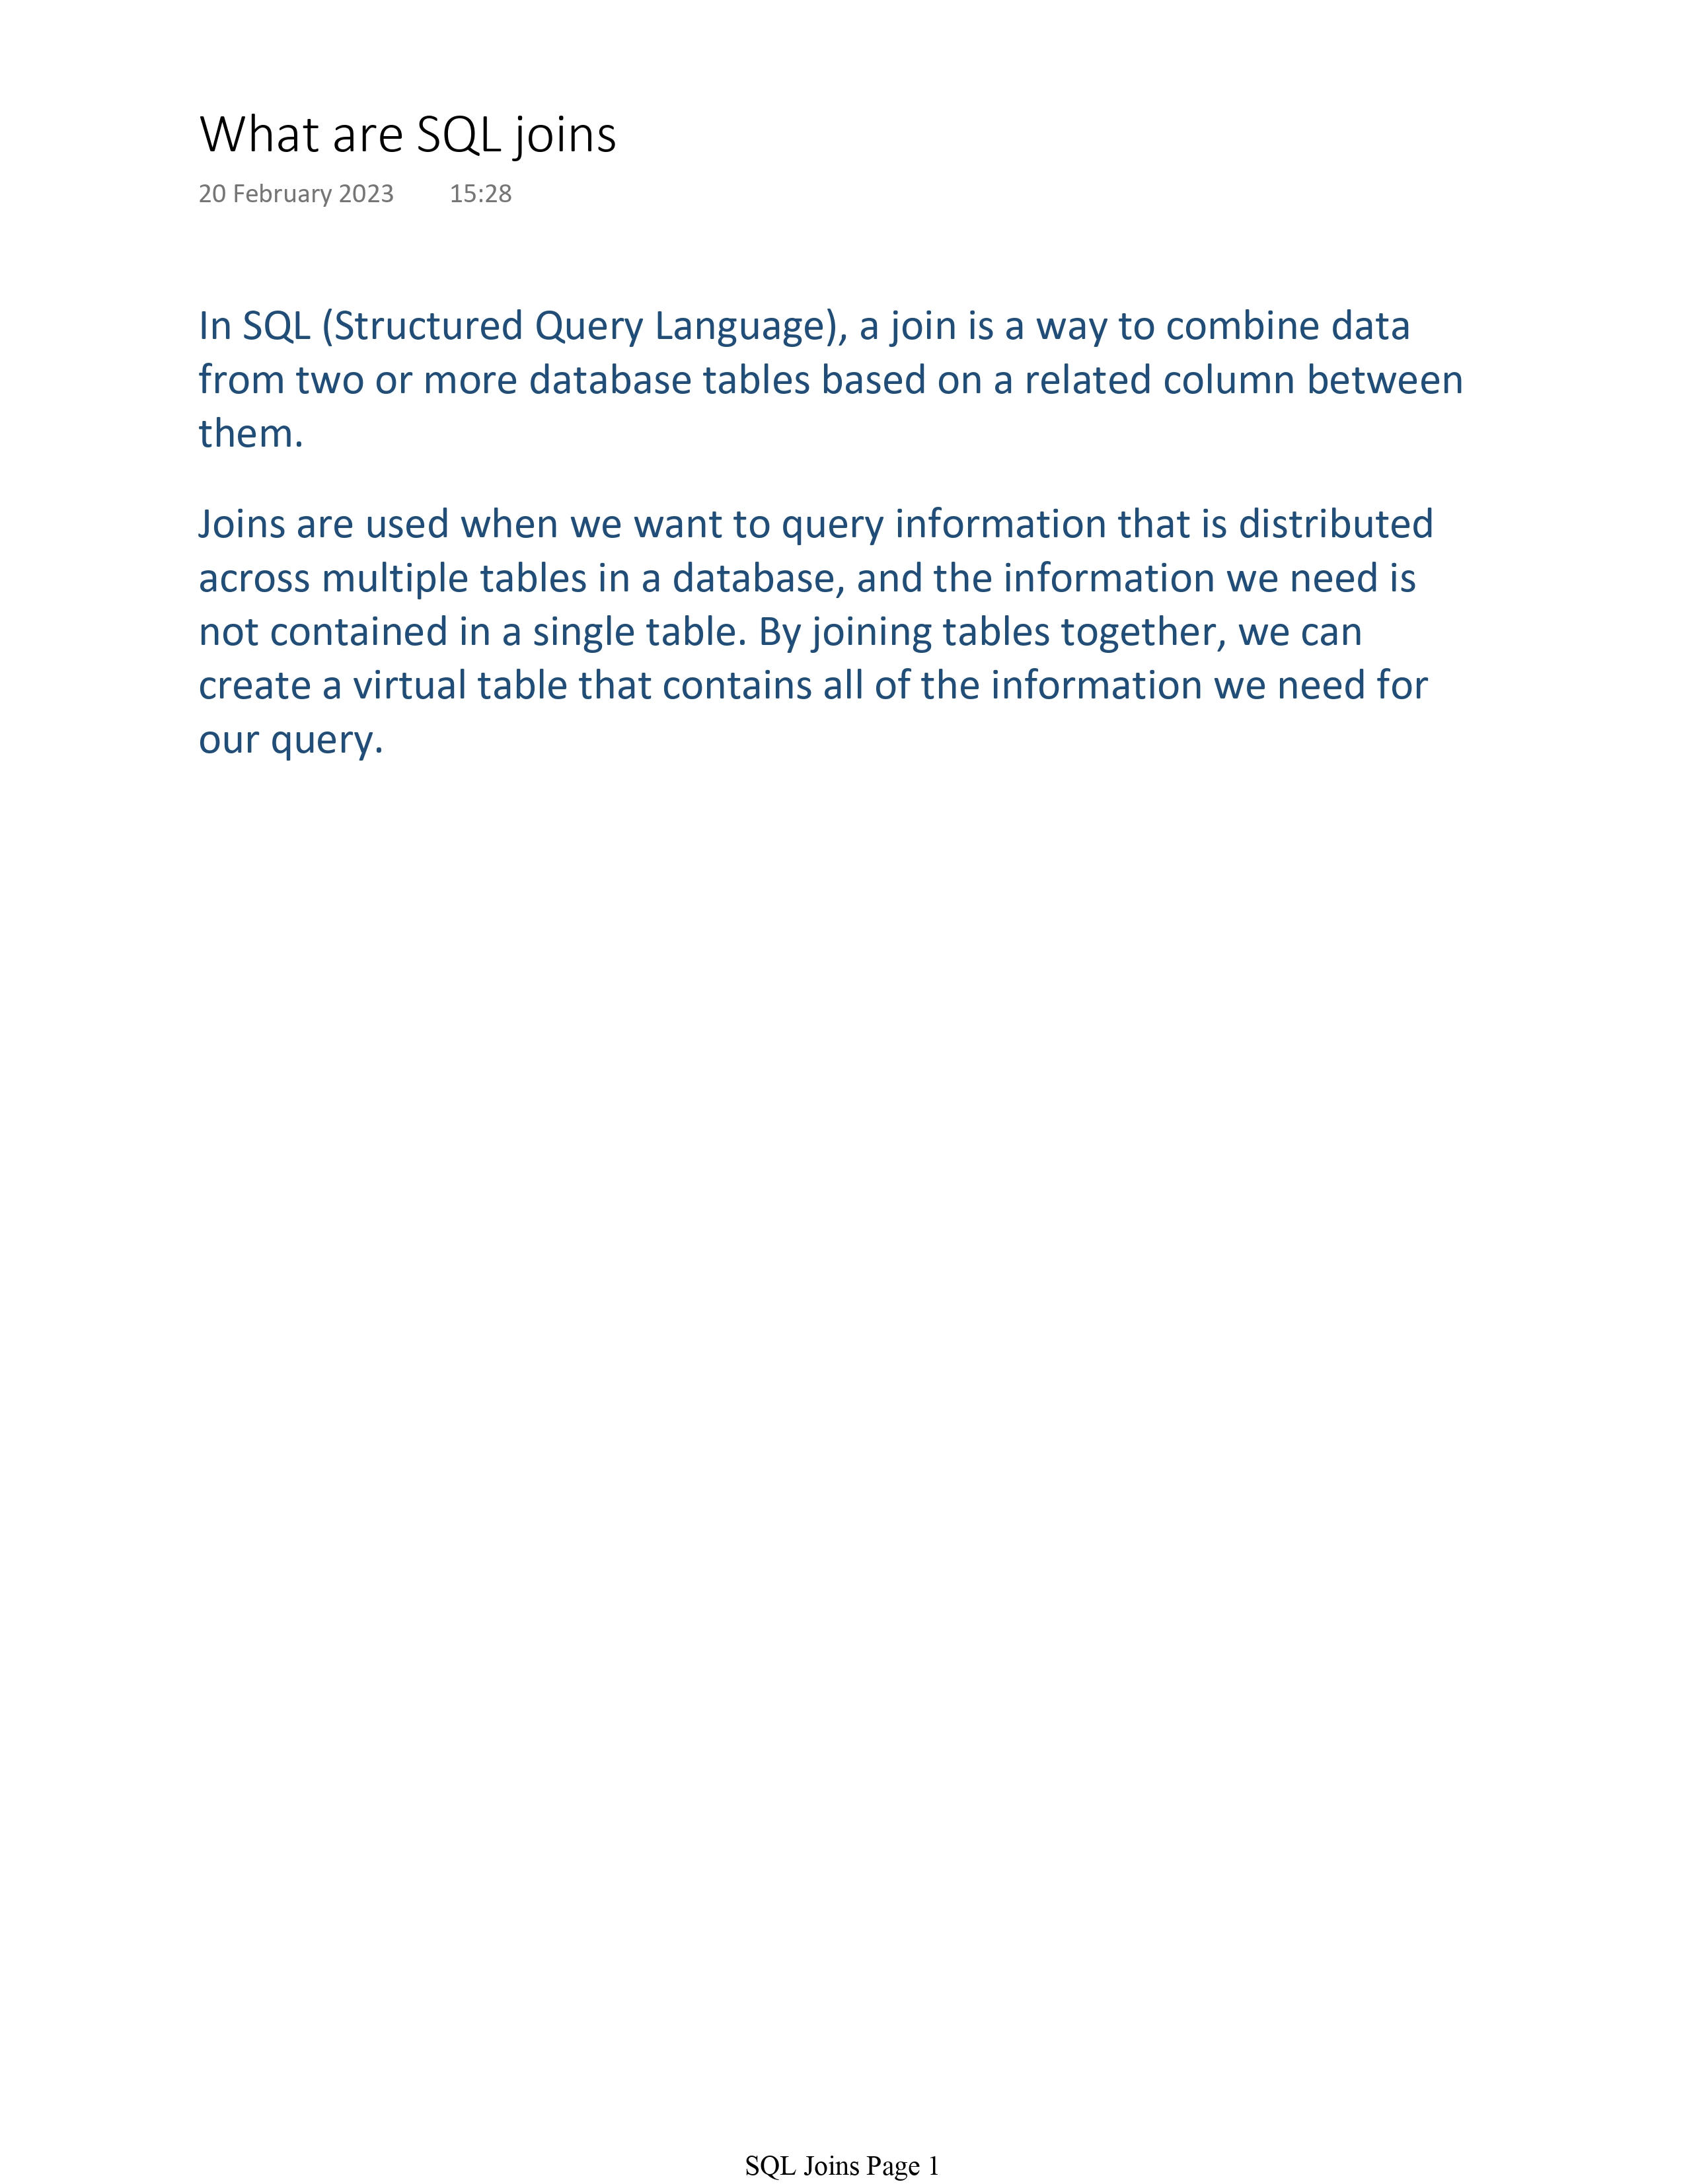 What are SQL joins
20 February 2023 15:28
In SQL (Structured Query Language), a join is a way to combine data
from two or more database tables based on a related column between
them.
Joins are used when we want to query information that is distributed
across multiple tables in a database, and the information we need is
not contained in a single table. By joining tables together, we can
create a virtual table that contains all of the information we need for
our query.
SQL Joins Page 1